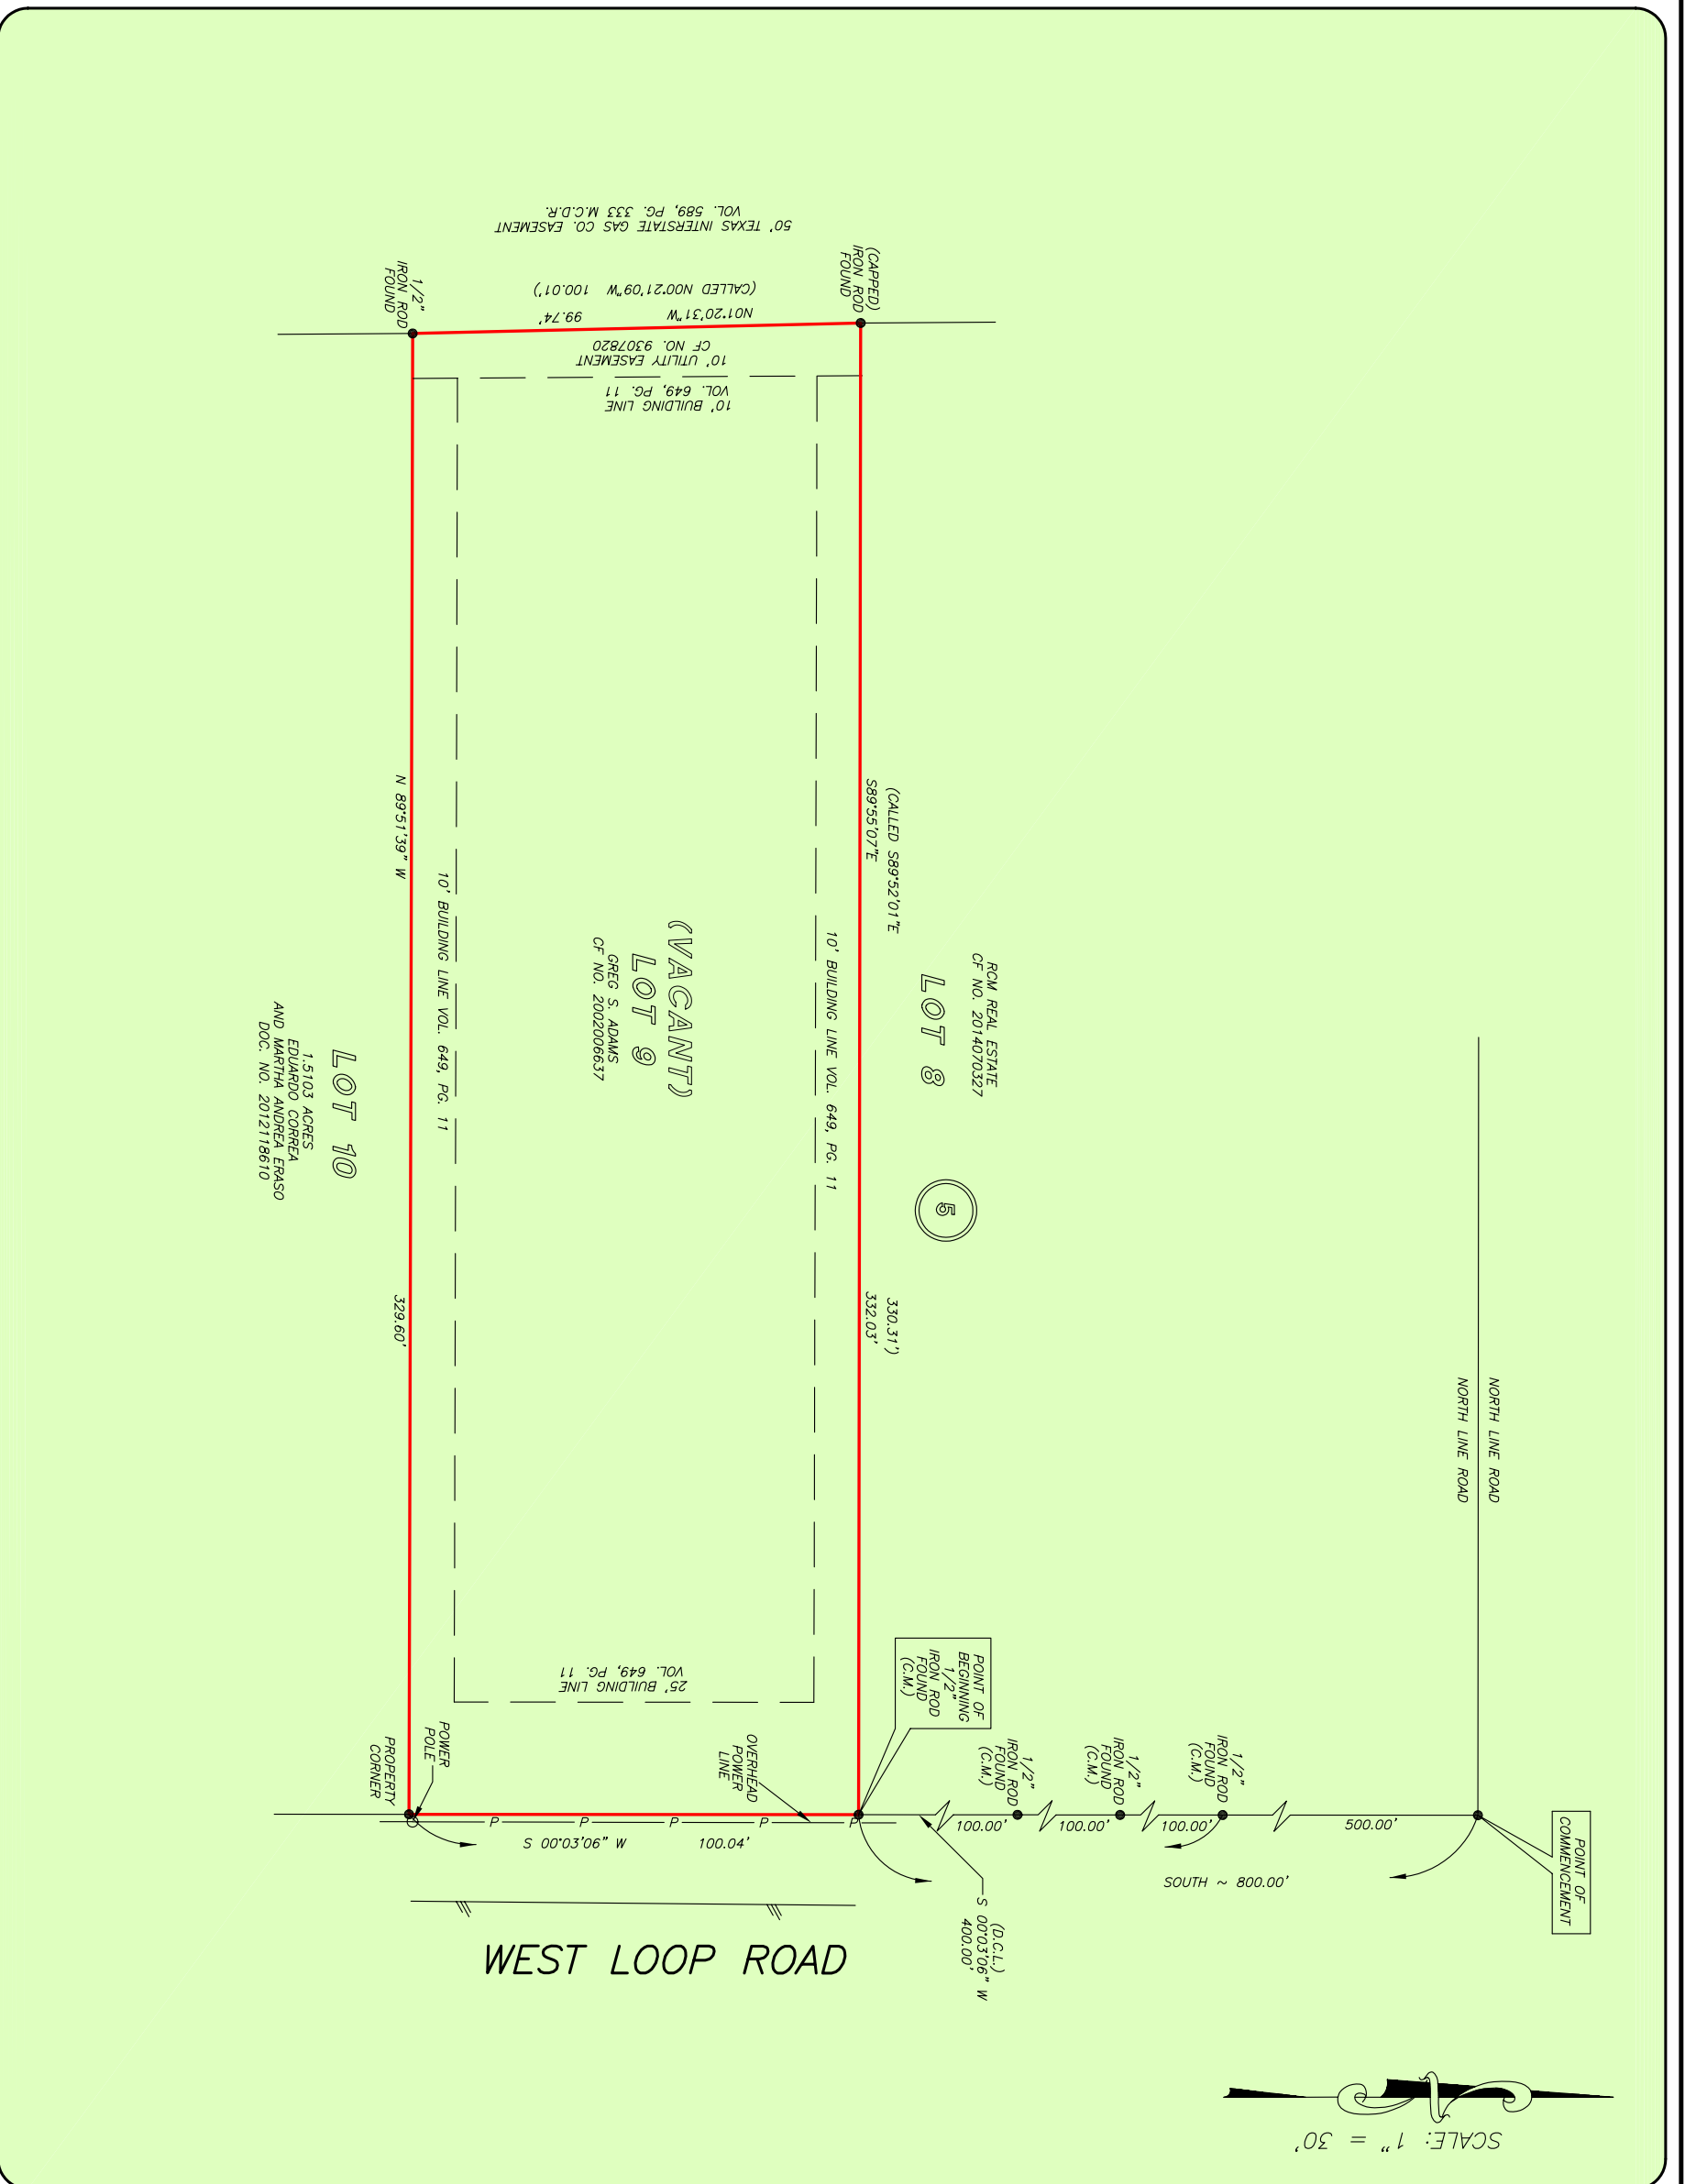 SCALE: 1" = 30'
POINT OF
COMMENCEMENT
NORTH LINE ROAD
NORTH LINE ROAD
500.00'
SOUTH ~ 800.00'
1/2"
IRON ROD
FOUND
(C.M.)
100.00'
1/2"
IRON ROD
FOUND
(C.M.)
100.00'
1/2"
IRON ROD
FOUND
(C.M.)
100.00'
(D.C.L.)
S 00°03'06" W
400.00'
POINT OF
BEGINNING
1/2"
IRON ROD
FOUND
(C.M.)
RCM REAL ESTATE
CF NO. 2014070327
LOT 8
5
(CALLED S89°52'01"E 330.31')
S89°55'07"E 332.03'
(CAPPED)
IRON ROD
FOUND
10' BUILDING LINE VOL. 649, PG. 11
50' TEXAS INTERSTATE GAS CO. EASEMENT
VOL. 589, PG. 333 M.C.D.R.
(CALLED N00°21'09"W 100.01')
N01°20'31"W 99.74'
10' UTILITY EASEMENT
CF NO. 9307820
10' BUILDING LINE
VOL. 649, PG. 11
(VACANT)
LOT 9
GREG S. ADAMS
CF NO. 2002006637
25' BUILDING LINE
VOL. 649, PG. 11
OVERHEAD
POWER
LINE
P P P P P
S 00°03'06" W 100.04'
WEST LOOP ROAD
POWER
POLE
PROPERTY
CORNER
10' BUILDING LINE VOL. 649, PG. 11
1/2"
IRON ROD
FOUND
N 89°51'39" W 329.60'
LOT 10
1.5103 ACRES
EDUARDO CORREA
AND MARTHA ANDREA ERASO
DOC. NO. 2012118610